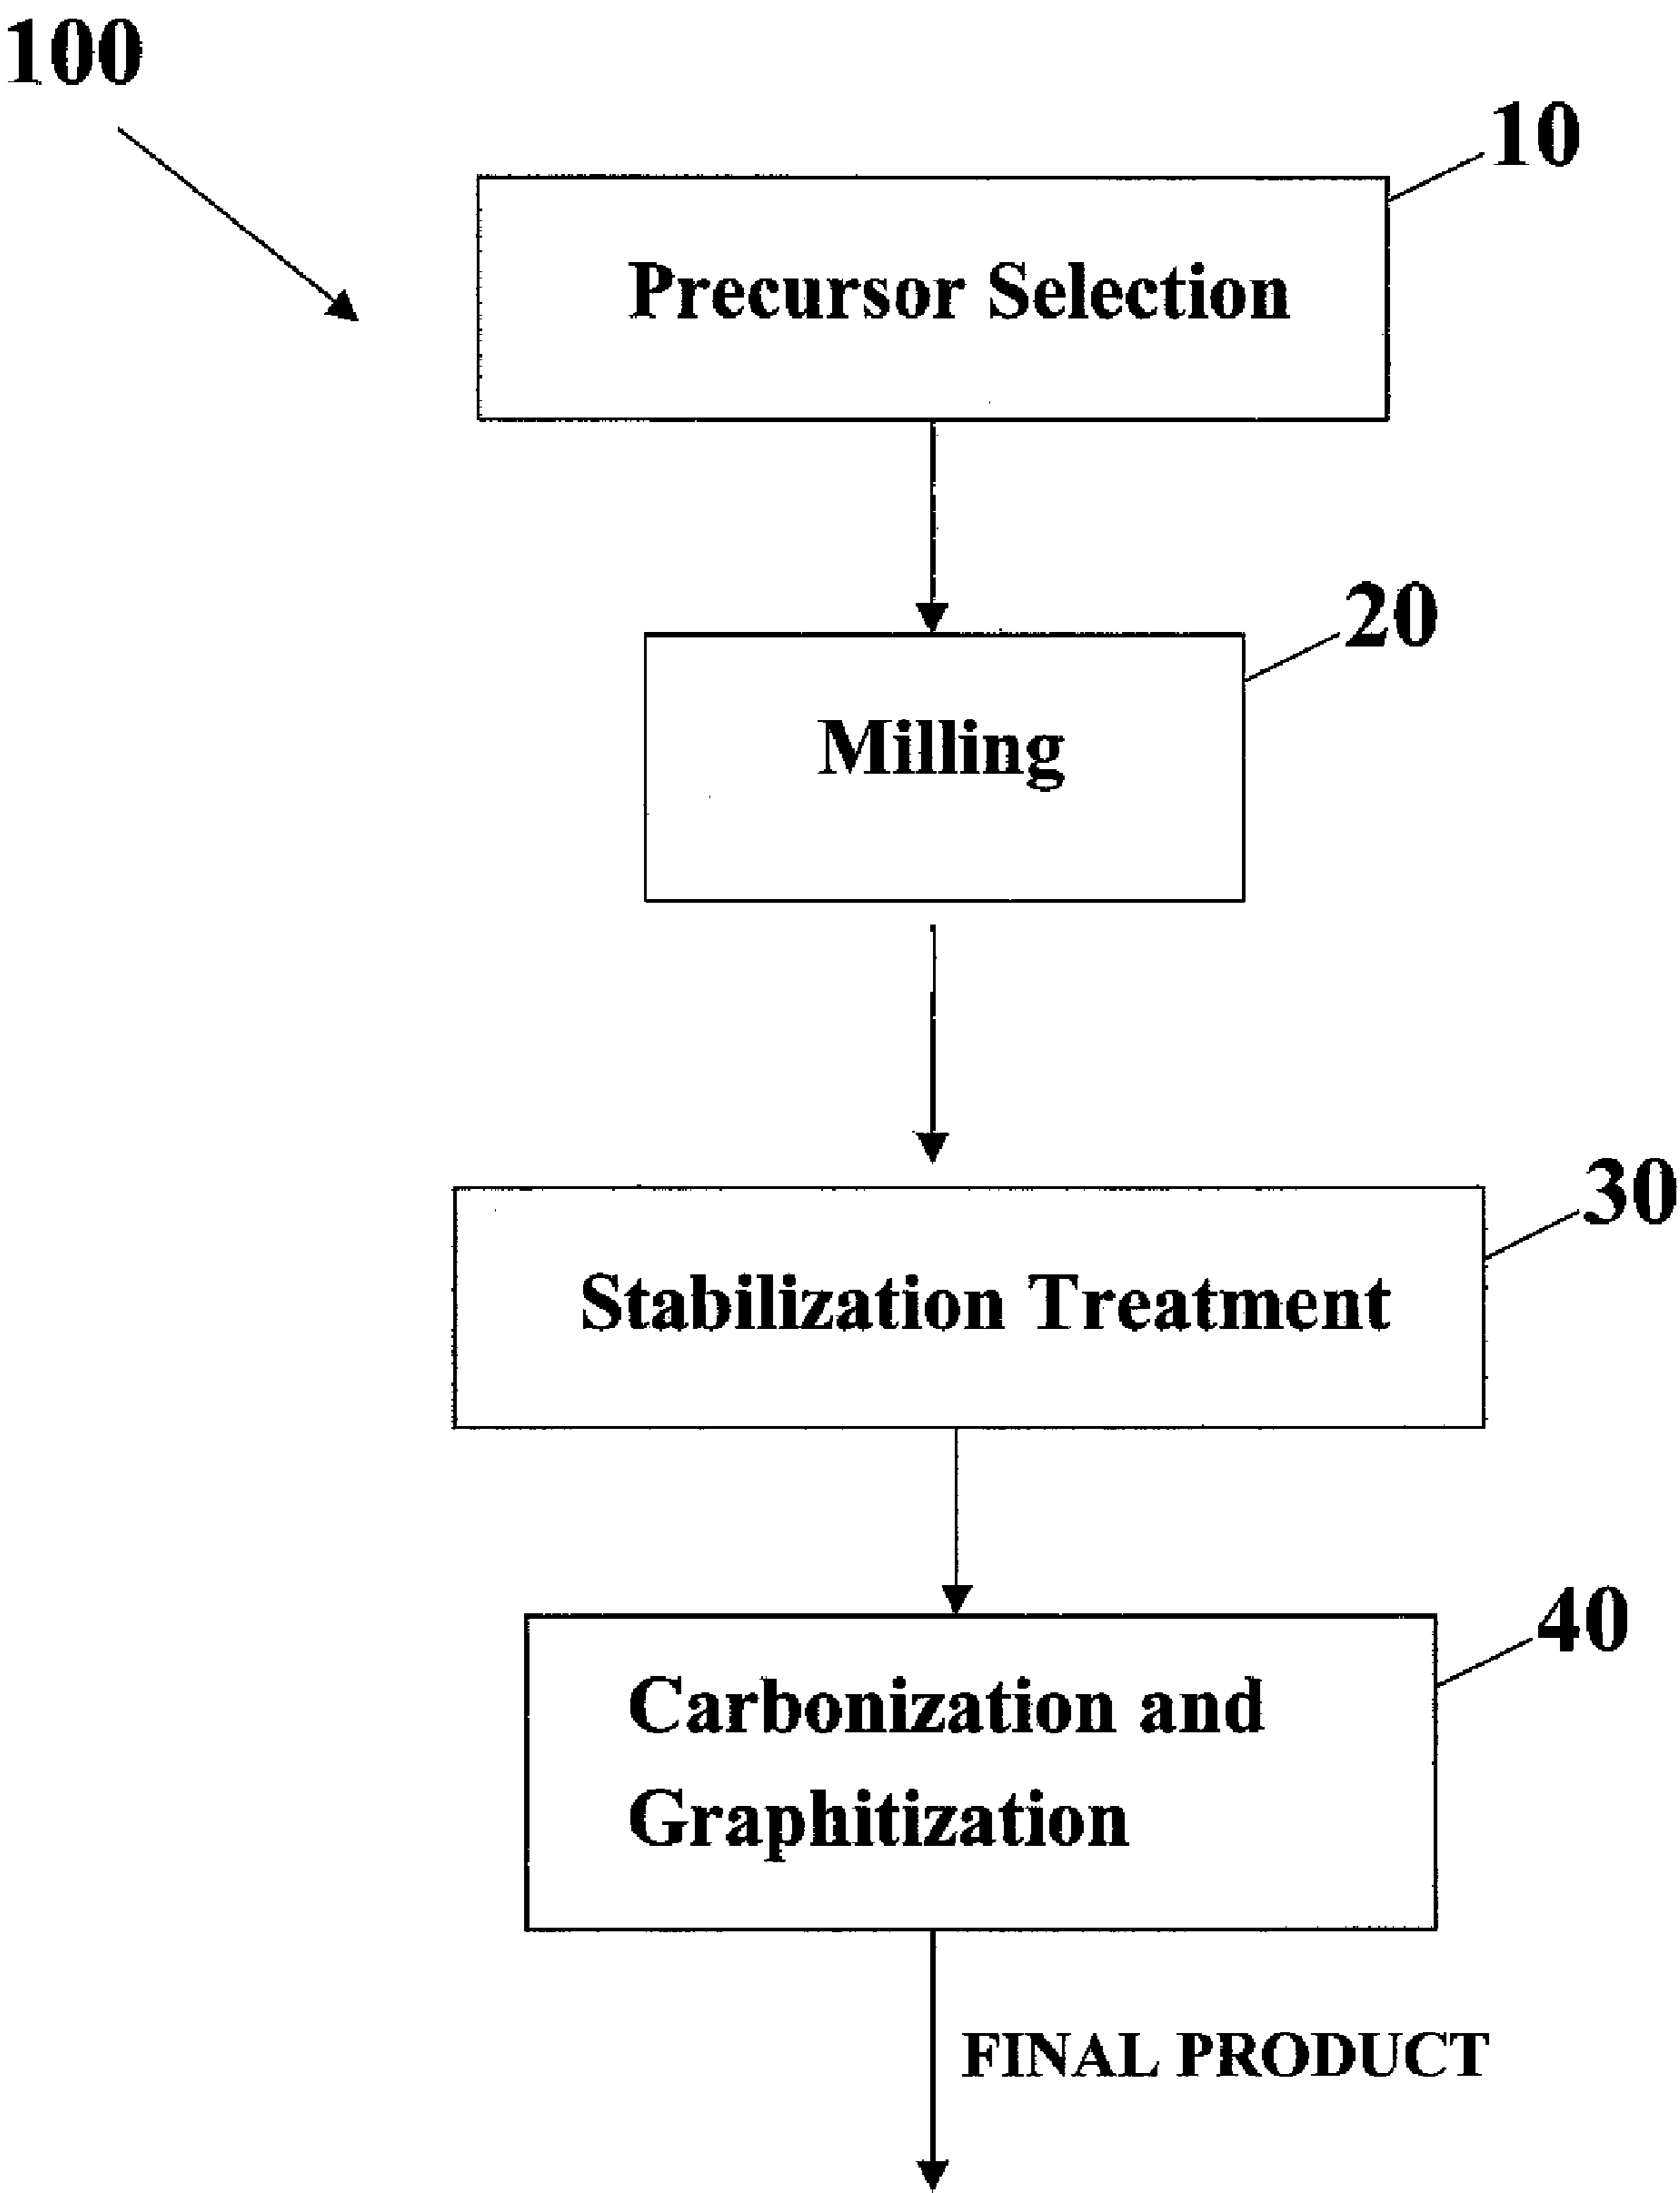 100
10
Precursor Selection
20
Milling
30
Stabilization Treatment
40
Carbonization and
Graphitization
FINAL PRODUCT